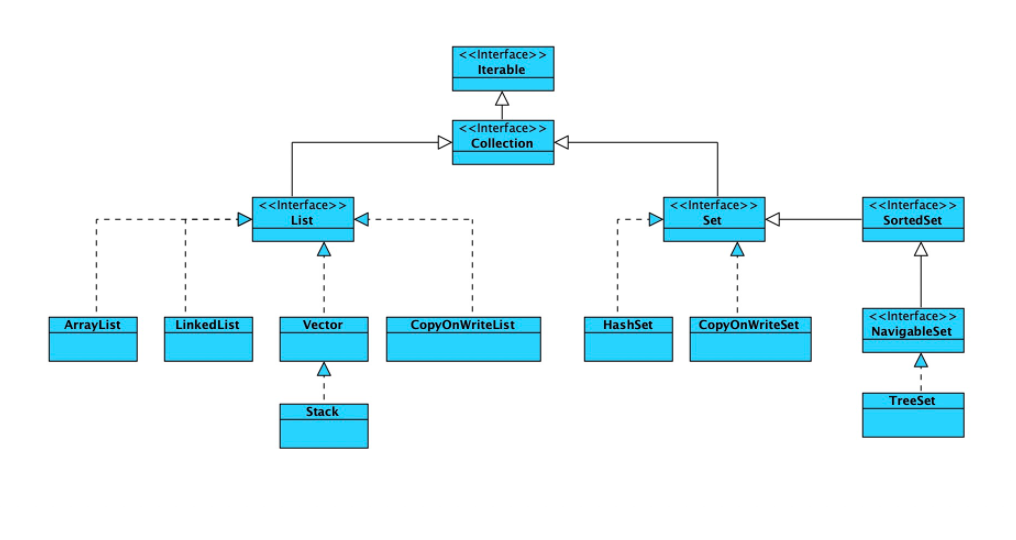 <<Interface>>
Iterable
<<Interface>>
Collection
<<Interface>>
List
<<Interface>>
Set
<<Interface>>
SortedSet
ArrayList
LinkedList
Vector
CopyOnWriteList
HashSet
CopyOnWriteSet
<<Interface>>
NavigableSet
Stack
TreeSet